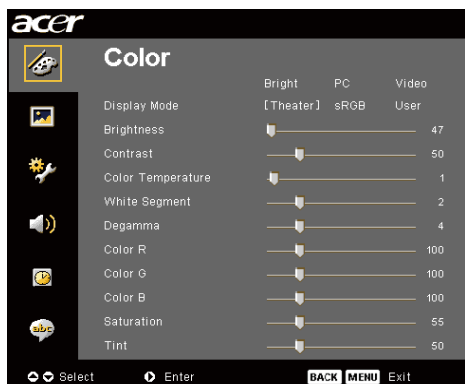 acer
Color
Bright PC Video
Display Mode [Theater] sRGB User
Brightness 47
Contrast 50
Color Temperature 1
White Segment 2
Degamma 4
Color R 100
Color G 100
Color B 100
Saturation 55
Tint 50
abc
Select Enter BACK MENU Exit